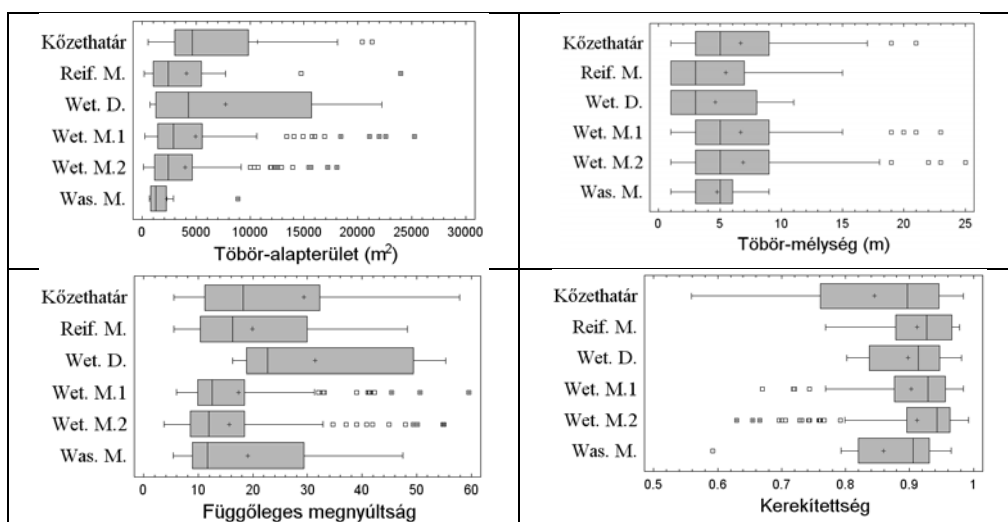 Kőzethatár
Reif. M.
Wet. D.
Wet. M.1
Wet. M.2
Was. M.
0 5000 10000 15000 20000 25000 30000
Töbör-alapterület (m²)
Kőzethatár
Reif. M.
Wet. D.
Wet. M.1
Wet. M.2
Was. M.
0 5 10 15 20 25
Töbör-mélység (m)
Kőzethatár
Reif. M.
Wet. D.
Wet. M.1
Wet. M.2
Was. M.
0 10 20 30 40 50 60
Függőleges megnyúltság
Kőzethatár
Reif. M.
Wet. D.
Wet. M.1
Wet. M.2
Was. M.
0.5 0.6 0.7 0.8 0.9 1
Kerekítettség